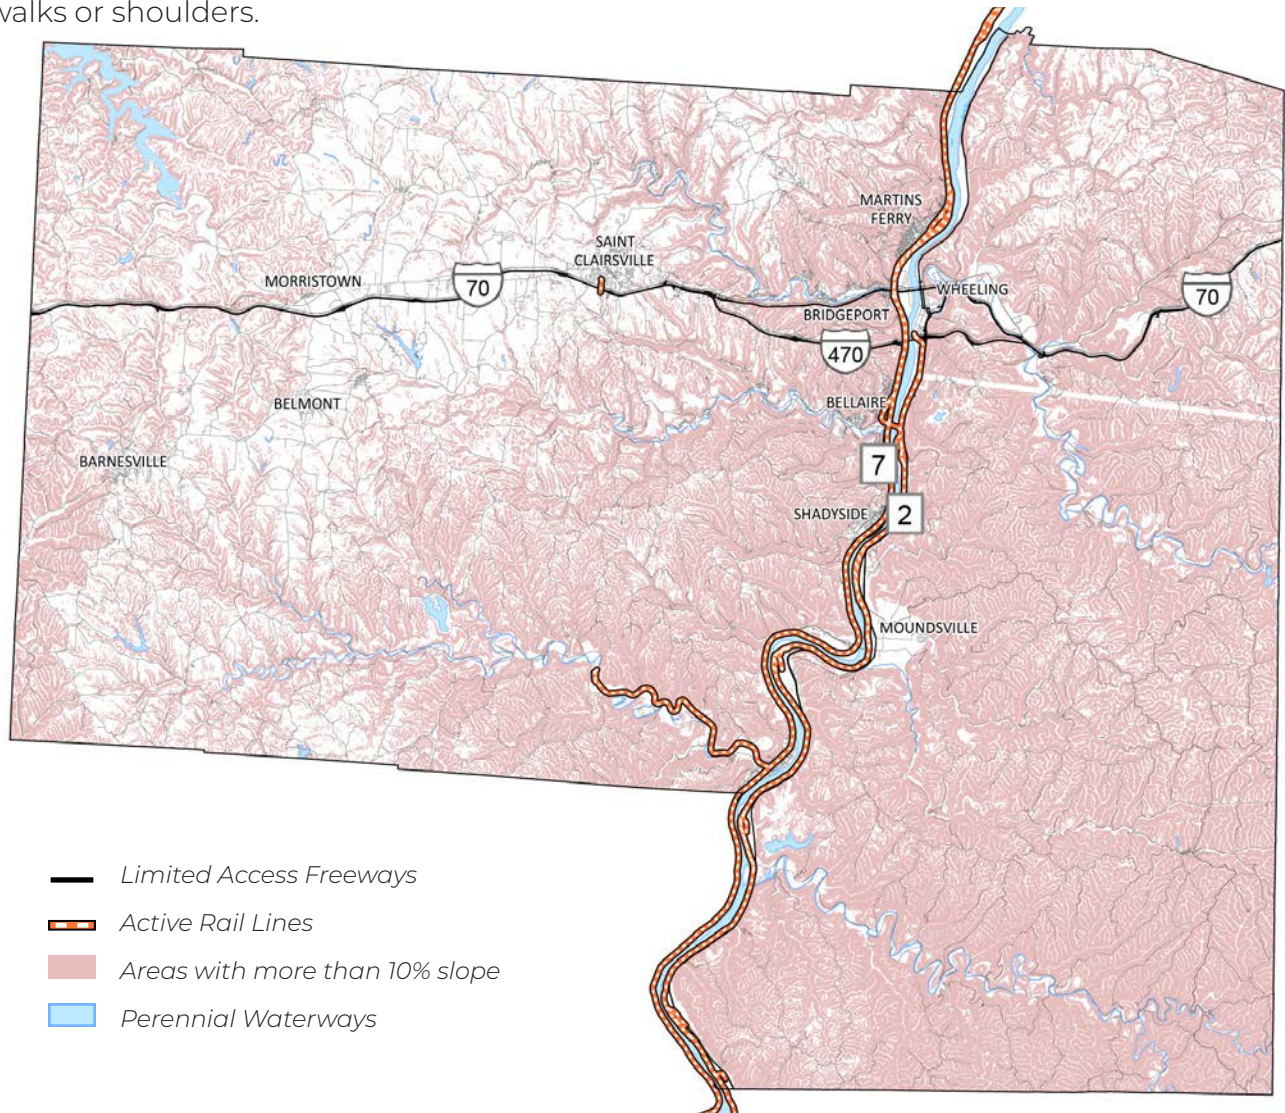 walks or shoulders.
MARTINS
FERRY
SAINT
CLAIRSVILLE
MORRISTOWN
70
WHEELING
70
BRIDGEPORT
470
BELMONT
BELLAIRE
BARNESVILLE
7
SHADYSIDE
2
MOUNDSVILLE
Limited Access Freeways
Active Rail Lines
Areas with more than 10% slope
Perennial Waterways